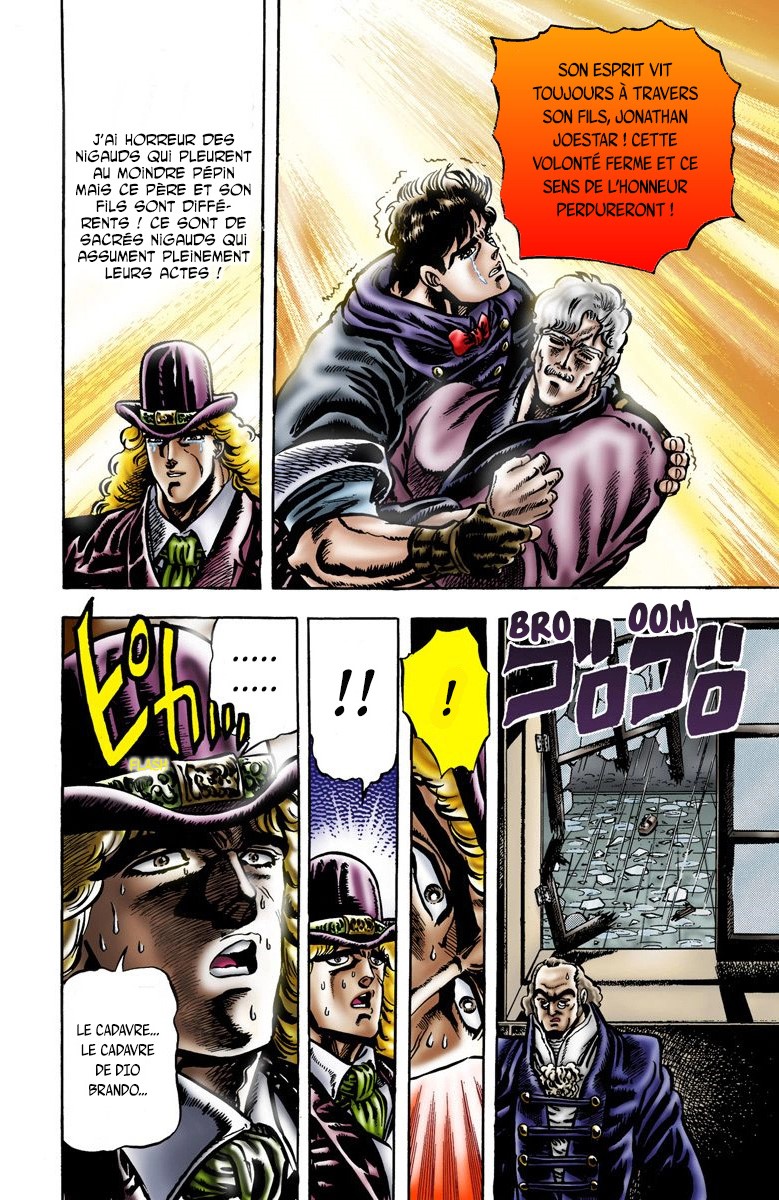 SON ESPRIT VIT
TOUJOURS À TRAVERS
SON FILS, JONATHAN
JOESTAR ! CETTE
VOLONTÉ FERME ET CE
SENS DE L'HONNEUR
PERDURERONT !
J'AI HORREUR DES
NIGAUDS QUI PLEURENT
AU MOINDRE PÉPIN
MAIS CE PÈRE ET SON
FILS SONT DIFFÉ-
RENTS ! CE SONT DE
SACRÉS NIGAUDS QUI
ASSUMENT PLEINEMENT
LEURS ACTES !
BRO OOM
ゴロゴロ
!
!!
.....
.....
ピカ...
FLASH
LE CADAVRE...
LE CADAVRE
DE DIO
BRANDO...